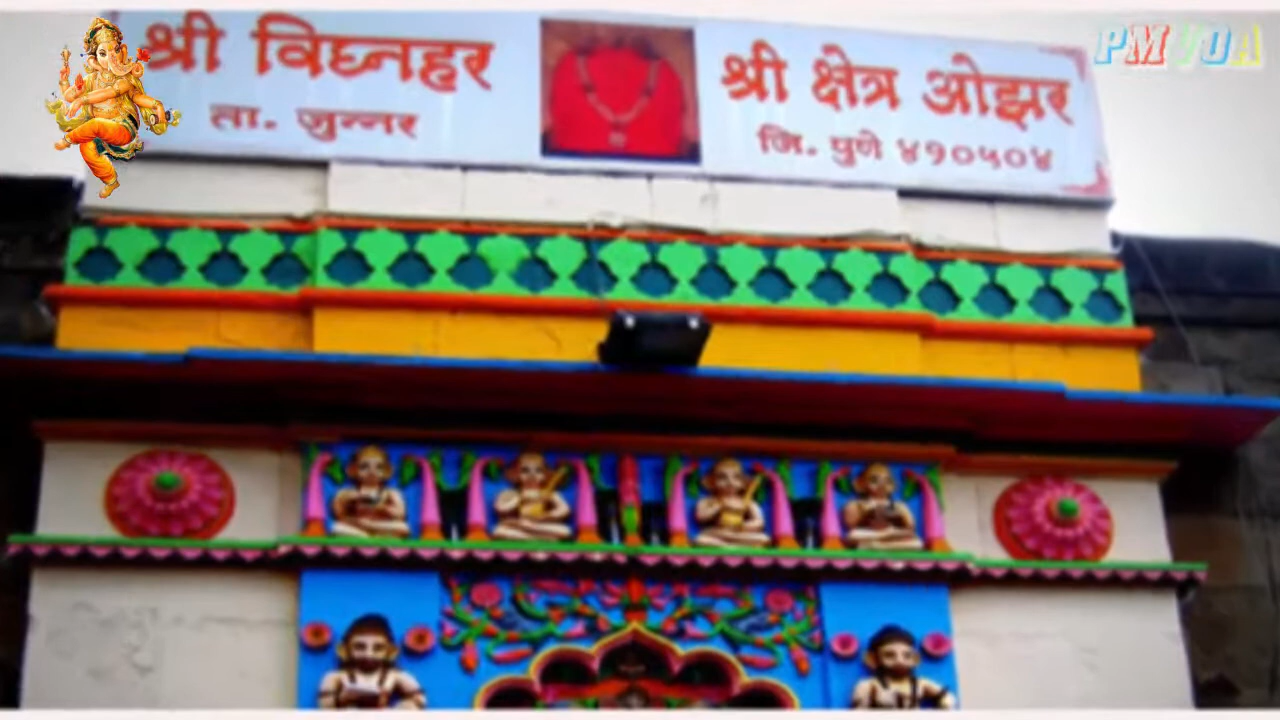 श्री विघ्नहर
ता. जुन्नर
श्री क्षेत्र ओझर
जि. पुणे ४१०५०४
PM YOA